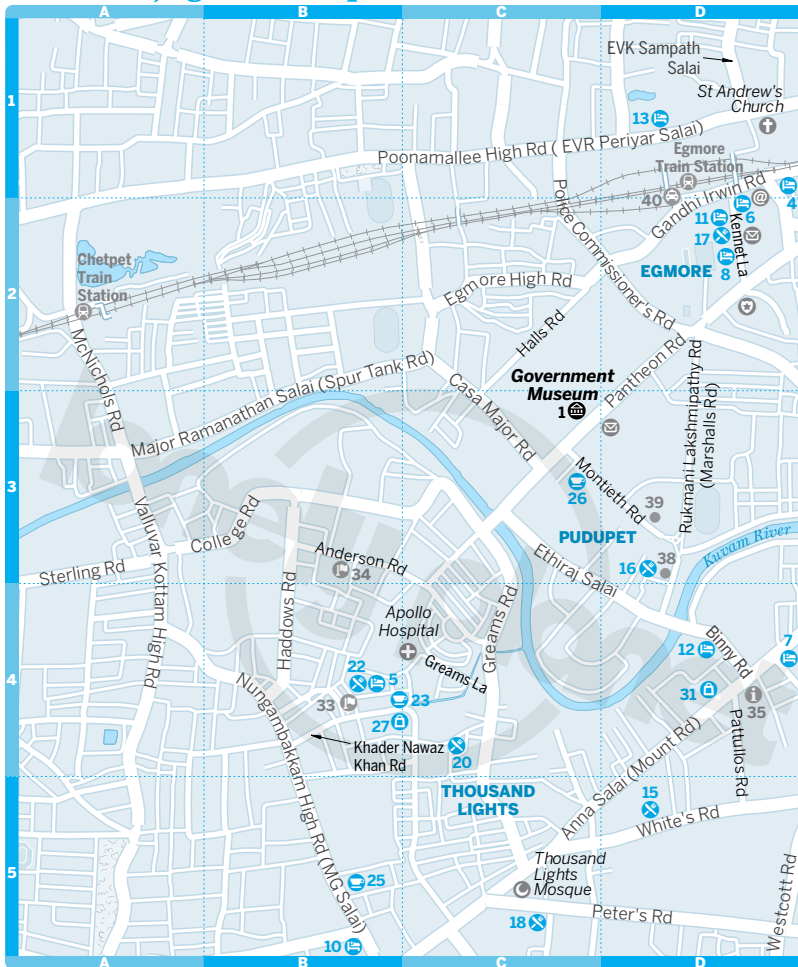 A
B
C
D
EVK Sampath
Salai
St Andrew's
Church
1
13
Poonamallee High Rd ( EVR Periyar Salai)
Egmore
Train Station
40
Gandhi Irwin Rd
@
4
6
11
17
Kennet La
8
EGMORE
Police Commissioner's Rd
Chetpet
Train
Station
2
Egmore High Rd
Halls Rd
McNichols Rd
Major Ramanathan Salai (Spur Tank Rd)
Casa Major Rd
Government
Museum
1
Pantheon Rd
Rukmani Lakshmipathy Rd
(Marshalls Rd)
3
Montieth Rd
26
39
PUDUPET
Kuvam River
Valluvar Kottam High Rd
College Rd
Sterling Rd
Anderson Rd
34
Ethiraj Salai
16
38
Haddows Rd
Apollo
Hospital
Greams Rd
Greams La
12
Binny Rd
7
4
22
5
23
33
27
31
35
Pattullos Rd
Nungambakkam High Rd (MG Salai)
Khader Nawaz
Khan Rd
20
Anna Salai (Mount Rd)
THOUSAND
LIGHTS
15
White's Rd
5
25
Thousand
Lights
Mosque
18
Peter's Rd
Westcott Rd
10
A
B
C
D
lonely planet